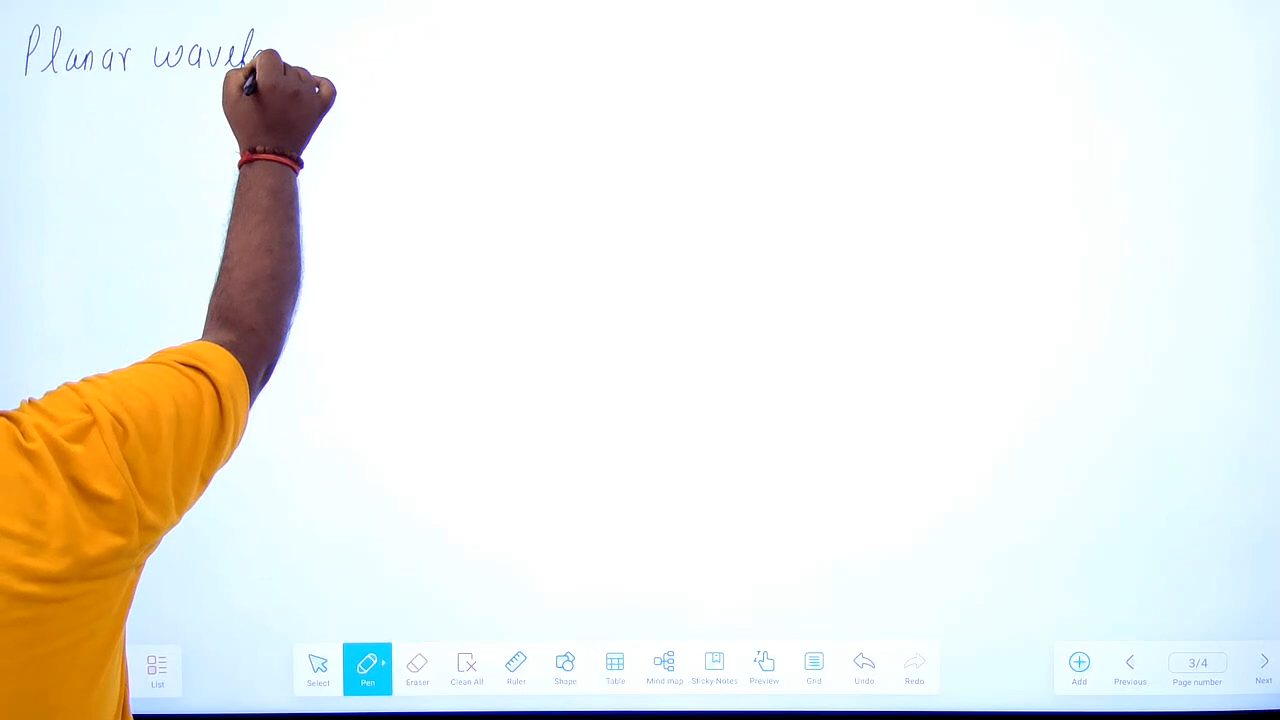 Planar
List
Select
Pen
Eraser
Clean All
Ruler
Shape
Table
Mind map
Sticky-Notes
Preview
Grid
Undo
Redo
Add
Previous
3/4
Page number
Next